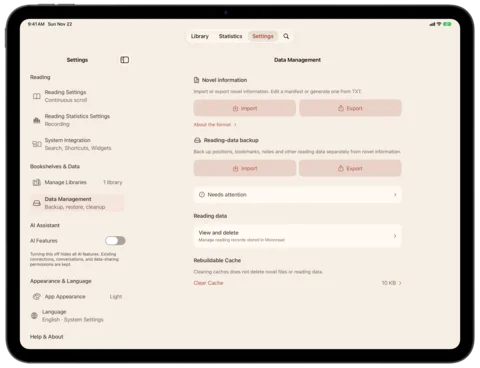 9:41 AM Sun Nov 22
Library Statistics Settings
Settings
Reading
Reading Settings
Continuous scroll
Reading Statistics Settings
Recording
System Integration
Search, Shortcuts, Widgets
Bookshelves & Data
Manage Libraries 1 library
Data Management
Backup, restore, cleanup
AI Assistant
AI Features
Turning this off hides all AI features. Existing
connections, conversations, and data-sharing
permissions are kept.
Appearance & Language
App Appearance Light
Language
English · System Settings
Help & About
Data Management
Novel information
Import or export novel information. Edit a manifest or generate one from TXT.
Import Export
About the format
Reading-data backup
Back up positions, bookmarks, notes and other reading data separately from novel information.
Import Export
Needs attention
Reading data
View and delete
Manage reading records stored in
Rebuildable Cache
Clearing caches does not delete novel files or reading data.
Clear Cache 10 KB